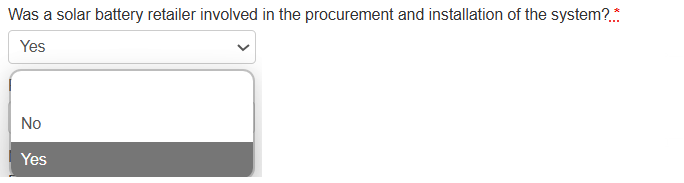 Was a solar battery retailer involved in the procurement and installation of the system?.*
Yes
No
Yes